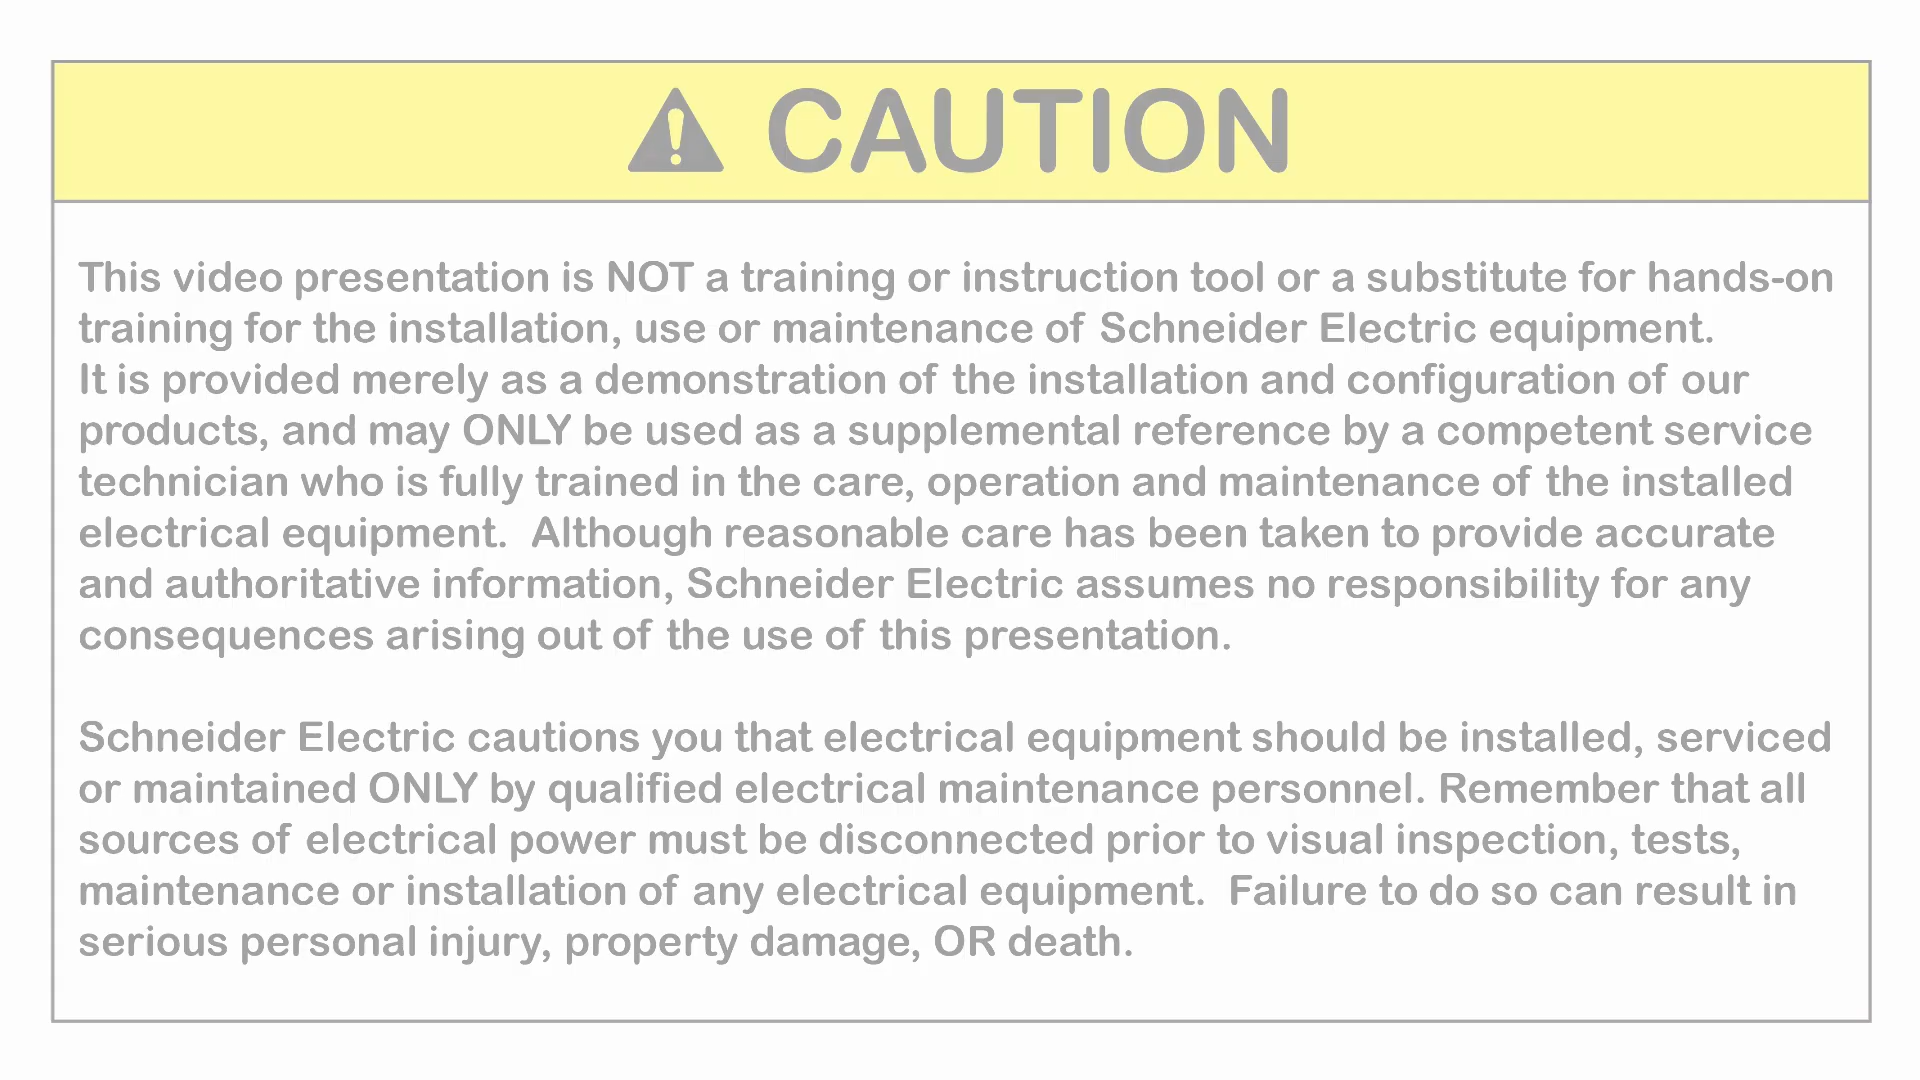 ⚠ CAUTION
This video presentation is NOT a training or instruction tool or a substitute for hands-on
training for the installation, use or maintenance of Schneider Electric equipment.
It is provided merely as a demonstration of the installation and configuration of our
products, and may ONLY be used as a supplemental reference by a competent service
technician who is fully trained in the care, operation and maintenance of the installed
electrical equipment.  Although reasonable care has been taken to provide accurate
and authoritative information, Schneider Electric assumes no responsibility for any
consequences arising out of the use of this presentation.
Schneider Electric cautions you that electrical equipment should be installed, serviced
or maintained ONLY by qualified electrical maintenance personnel. Remember that all
sources of electrical power must be disconnected prior to visual inspection, tests,
maintenance or installation of any electrical equipment.  Failure to do so can result in
serious personal injury, property damage, OR death.